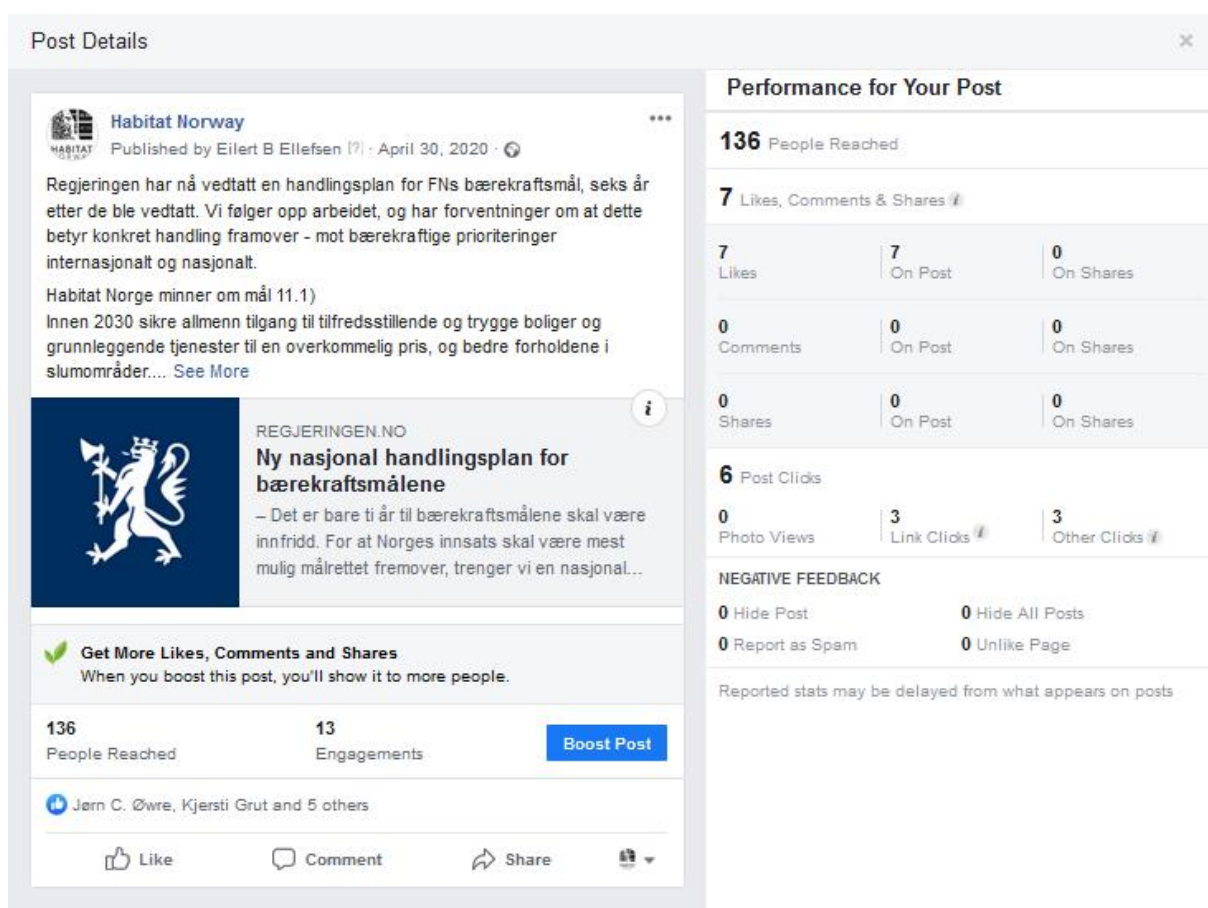 Post Details
Habitat Norway
Published by Eilert B Ellefsen [?] · April 30, 2020 ·
Regjeringen har nå vedtatt en handlingsplan for FNs bærekraftsmål, seks år
etter de ble vedtatt. Vi følger opp arbeidet, og har forventninger om at dette
betyr konkret handling framover - mot bærekraftige prioriteringer
internasjonalt og nasjonalt.
Habitat Norge minner om mål 11.1)
Innen 2030 sikre allmenn tilgang til tilfredsstillende og trygge boliger og
grunnleggende tjenester til en overkommelig pris, og bedre forholdene i
slumområder.... See More
REGJERINGEN.NO
Ny nasjonal handlingsplan for
bærekraftsmålene
– Det er bare ti år til bærekraftsmålene skal være
innfridd. For at Norges innsats skal være mest
mulig målrettet fremover, trenger vi en nasjonal...
Get More Likes, Comments and Shares
When you boost this post, you'll show it to more people.
136 13
People Reached Engagements Boost Post
Jørn C. Øwre, Kjersti Grut and 5 others
Like Comment Share
Performance for Your Post
136 People Reached
7 Likes, Comments & Shares
7 7 0
Likes On Post On Shares
0 0 0
Comments On Post On Shares
0 0 0
Shares On Post On Shares
6 Post Clicks
0 3 3
Photo Views Link Clicks Other Clicks
NEGATIVE FEEDBACK
0 Hide Post 0 Hide All Posts
0 Report as Spam 0 Unlike Page
Reported stats may be delayed from what appears on posts